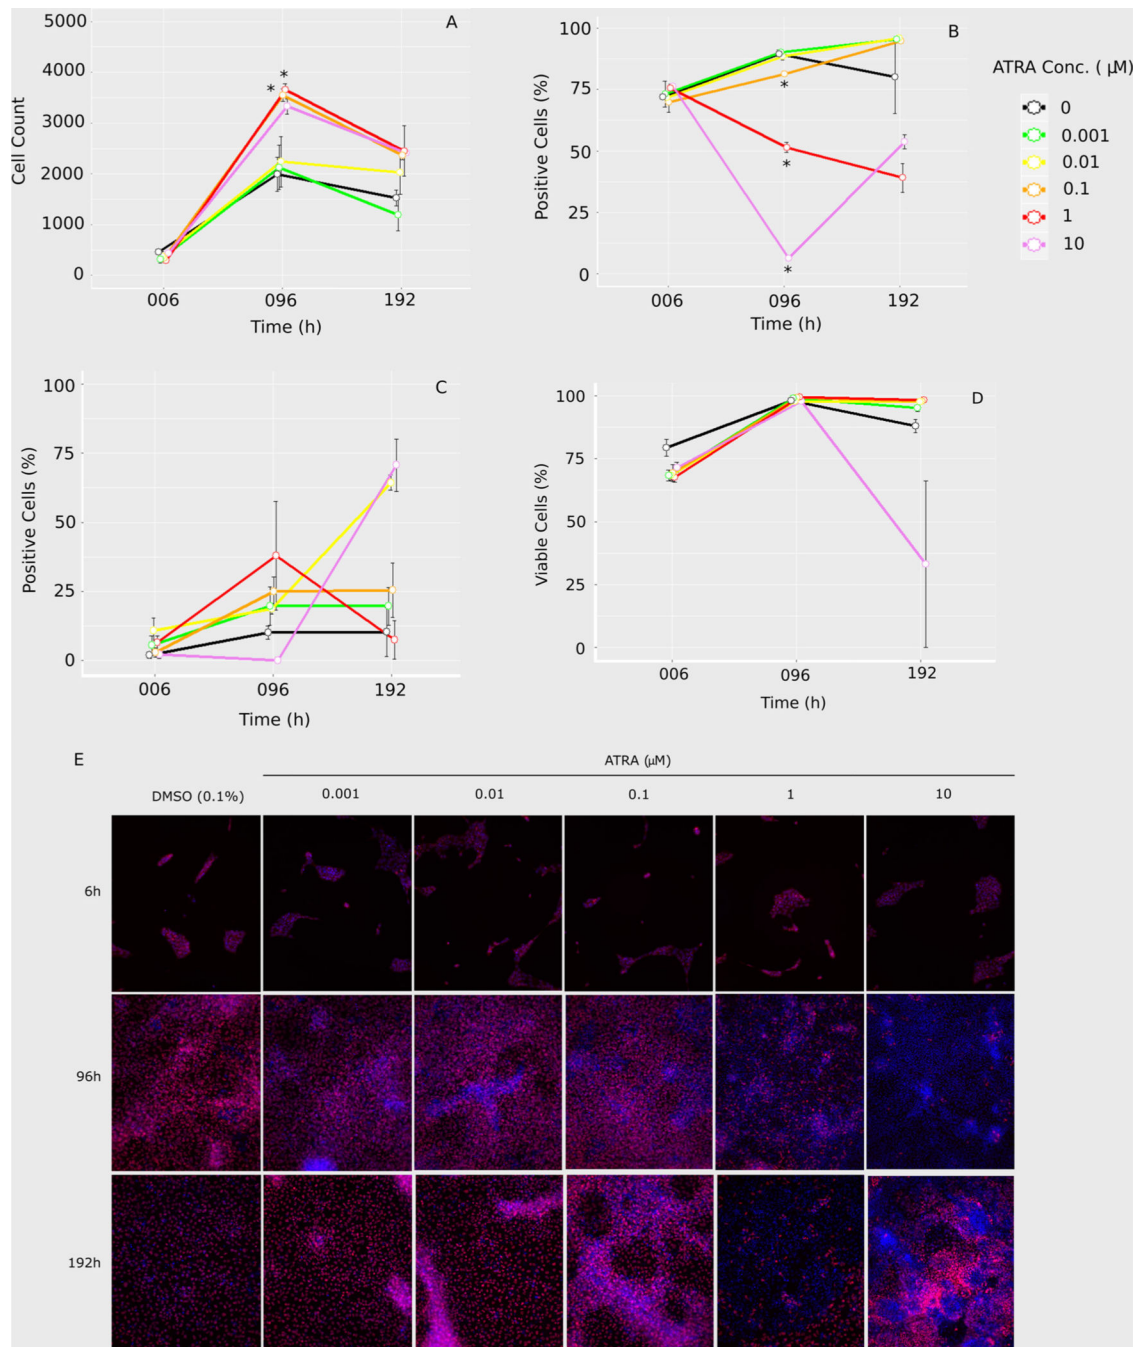 A
5000
4000
3000
2000
1000
0
Cell Count
* *
006 096 192
Time (h)
B
100
75
50
25
0
Positive Cells (%)
*
*
*
006 096 192
Time (h)
ATRA Conc. ( μM)
0
0.001
0.01
0.1
1
10
C
100
75
50
25
0
Positive Cells (%)
006 096 192
Time (h)
D
100
75
50
25
0
Viable Cells (%)
006 096 192
Time (h)
E
ATRA (μM)
DMSO (0.1%) 0.001 0.01 0.1 1 10
6h
96h
192h